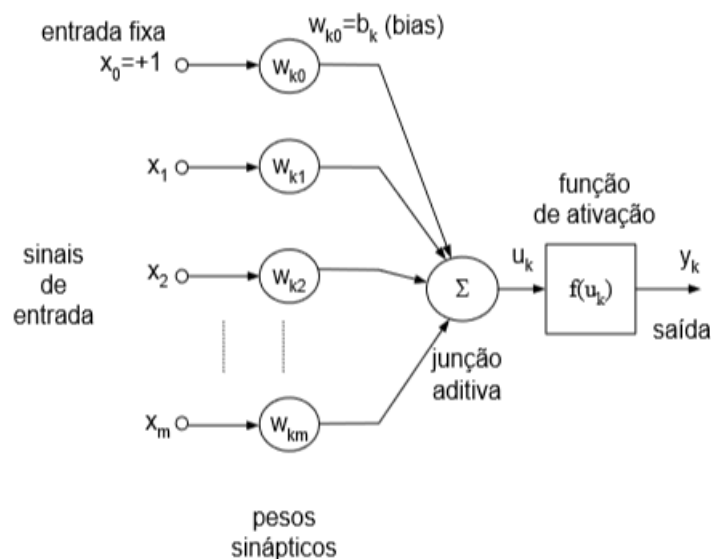 entrada fixa
x0=+1
wk0=bk (bias)
wk0
x1
wk1
função
de ativação
sinais
de
entrada
x2
wk2
Σ
uk
f(uk)
yk
saída
junção
aditiva
xm
wkm
pesos
sinápticos